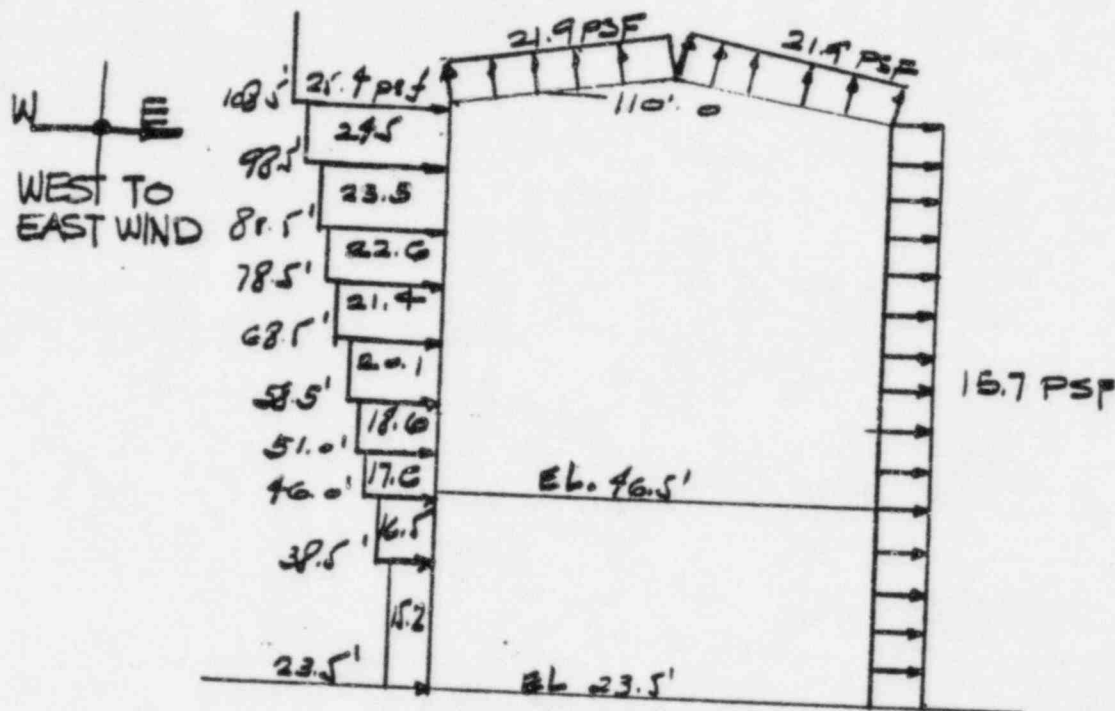 21.9 PSF
21.9 PSF
110'.0
108.5'
25.4 psf
W
E
24.5
98.5'
WEST TO
EAST WIND
23.5
88.5'
22.6
78.5'
21.4
68.5'
20.1
58.5'
15.7 PSF
18.6
51.0'
17.6
46.0'
EL. 46.5'
16.5
38.5'
15.2
23.5'
EL 23.5'